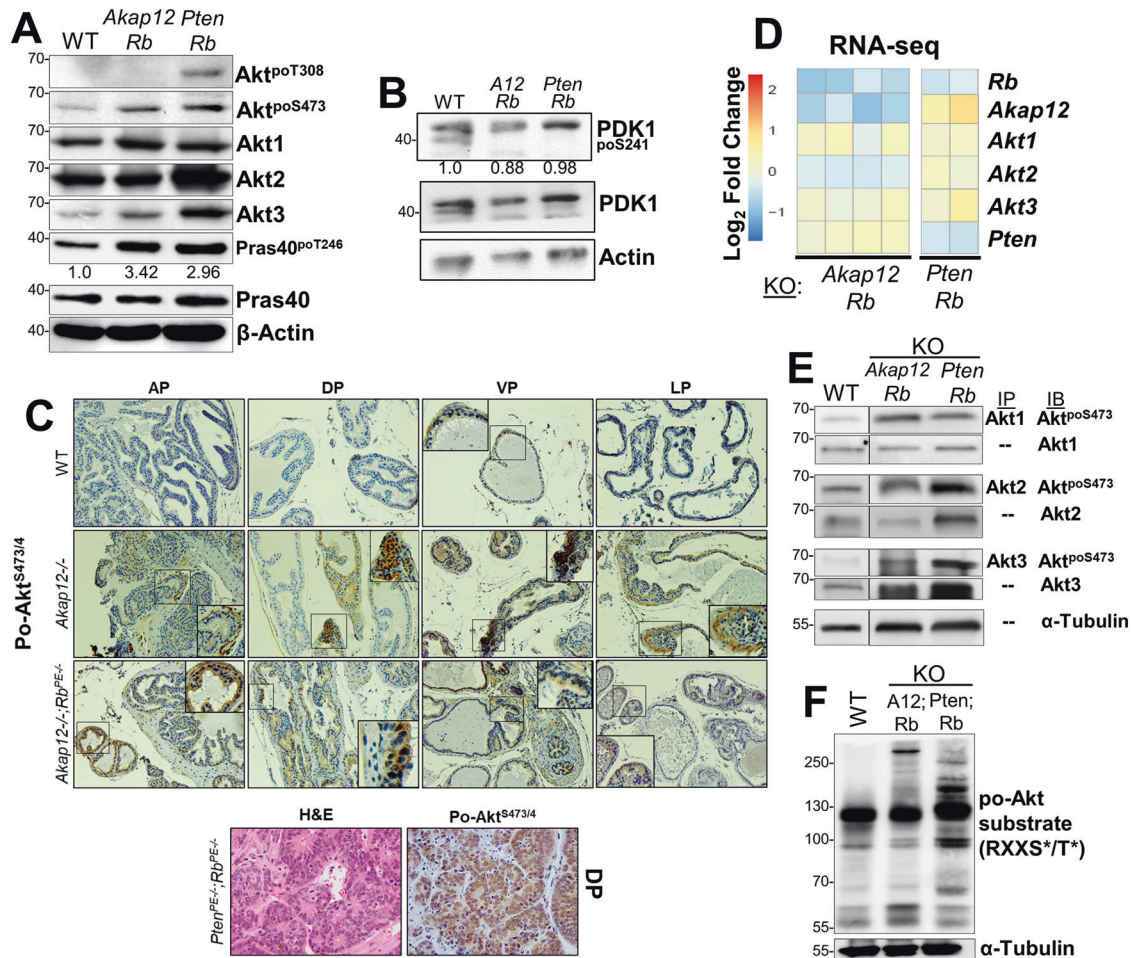 A
WT
Akap12
Rb
Pten
Rb
70-
Akt poT308
70-
Akt poS473
70-
Akt1
70-
Akt2
70-
Akt3
40-
Pras40 poT246
1.0 3.42 2.96
40-
Pras40
40-
β-Actin
B
WT
A12
Rb
Pten
Rb
40-
PDK1
poS241
1.0 0.88 0.98
40-
PDK1
Actin
D
RNA-seq
Log2 Fold Change
2
1
0
−1
Rb
Akap12
Akt1
Akt2
Akt3
Pten
KO:
Akap12
Rb
Pten
Rb
C
AP DP VP LP
Po-Akt S473/4
WT
Akap12-/-
Akap12-/-;Rb PE-/-
H&E Po-Akt S473/4
Pten PE-/-;Rb PE-/-
DP
E
KO
WT
Akap12
Rb
Pten
Rb
IP IB
70- Akt1 Akt poS473
70- -- Akt1
70- Akt2 Akt poS473
70- -- Akt2
70- Akt3 Akt poS473
70- -- Akt3
55- -- α-Tubulin
F
KO
WT
A12;
Rb
Pten;
Rb
250-
130-
100-
70-
55-
po-Akt
substrate
(RXXS*/T*)
55-
α-Tubulin